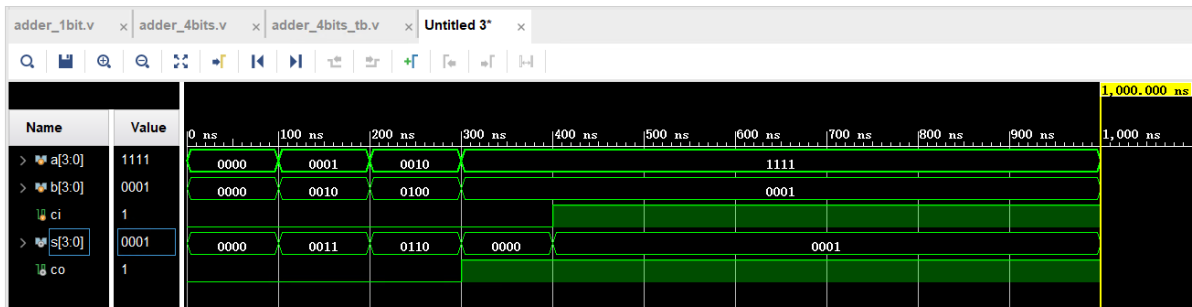 adder_1bit.v × adder_4bits.v × adder_4bits_tb.v × Untitled 3* ×
1,000.000 ns
Name Value 0 ns 100 ns 200 ns 300 ns 400 ns 500 ns 600 ns 700 ns 800 ns 900 ns 1,000 ns
> a[3:0] 1111 0000 0001 0010 1111
> b[3:0] 0001 0000 0010 0100 0001
ci 1
> s[3:0] 0001 0000 0011 0110 0000 0001
co 1